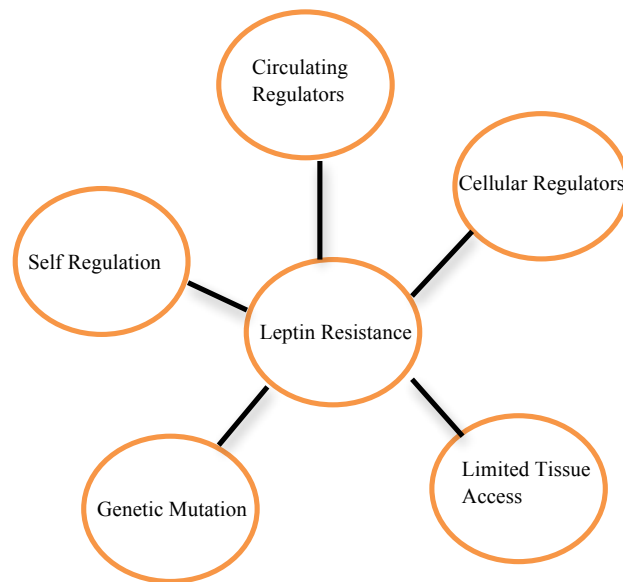 Circulating
Regulators
Cellular Regulators
Self Regulation
Leptin Resistance
Limited Tissue
Access
Genetic Mutation